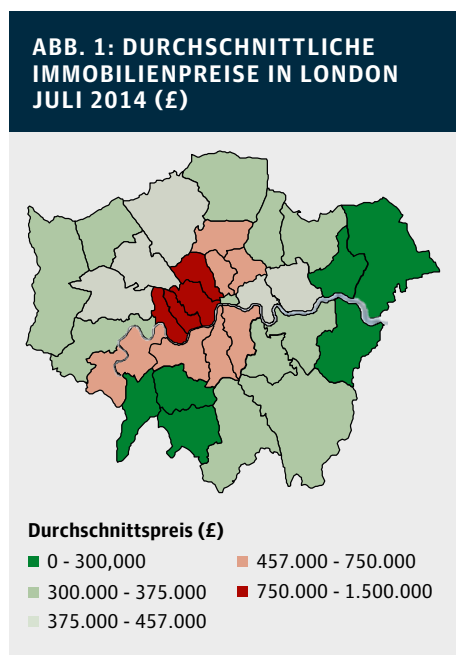 ABB. 1: DURCHSCHNITTLICHE
IMMOBILIENPREISE IN LONDON
JULI 2014 (£)
Durchschnittspreis (£)
0 - 300,000
300.000 - 375.000
375.000 - 457.000
457.000 - 750.000
750.000 - 1.500.000